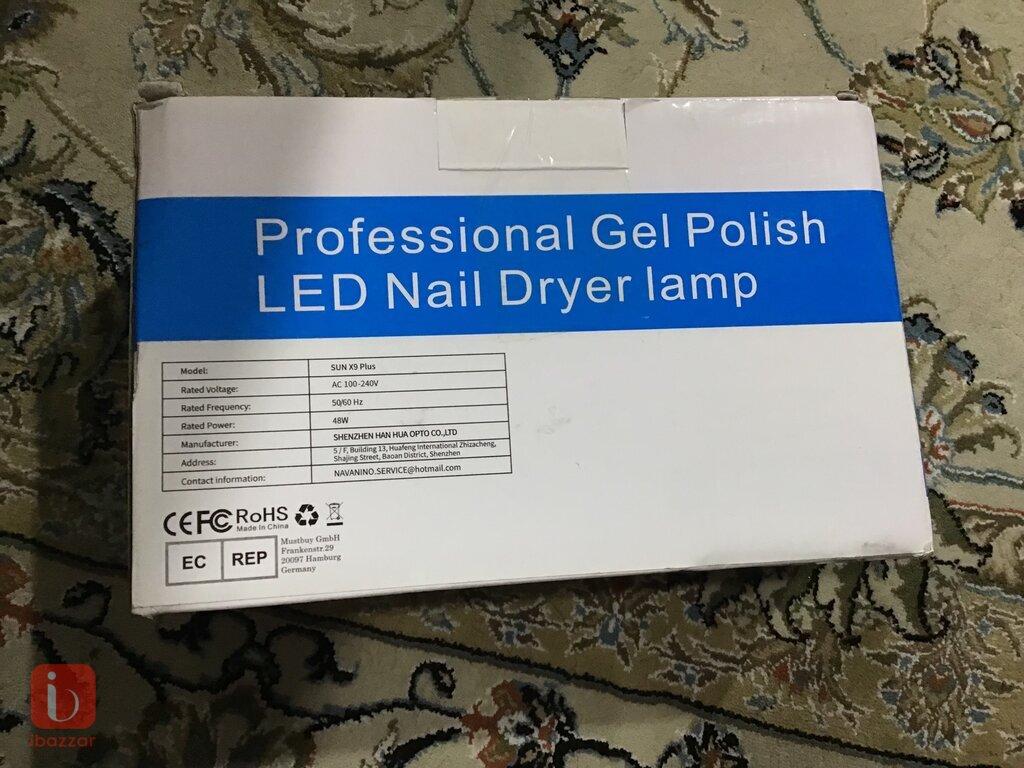 Professional Gel Polish
LED Nail Dryer lamp
Model: SUN X9 Plus
Rated Voltage: AC 100-240V
Rated Frequency: 50/60 Hz
Rated Power: 48W
Manufacturer: SHENZHEN HAN HUA OPTO CO.,LTD
Address: 5 / F, Building 13, Huafeng International Zhizacheng,
Shajing Street, Baoan District, Shenzhen
Contact information: NAVANINO.SERVICE@hotmail.com
CE FC RoHS
Made In China
EC REP
Mustbuy GmbH
Frankenstr.29
20097 Hamburg
Germany
ib
ibazzar